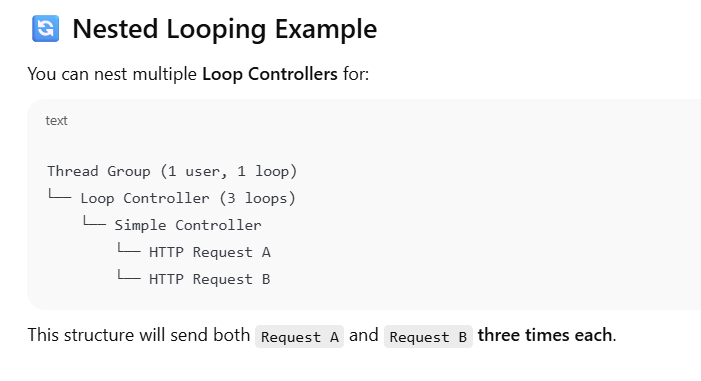 🔄 Nested Looping Example
You can nest multiple Loop Controllers for:
text
Thread Group (1 user, 1 loop)
└── Loop Controller (3 loops)
    └── Simple Controller
        └── HTTP Request A
        └── HTTP Request B
This structure will send both Request A and Request B three times each.